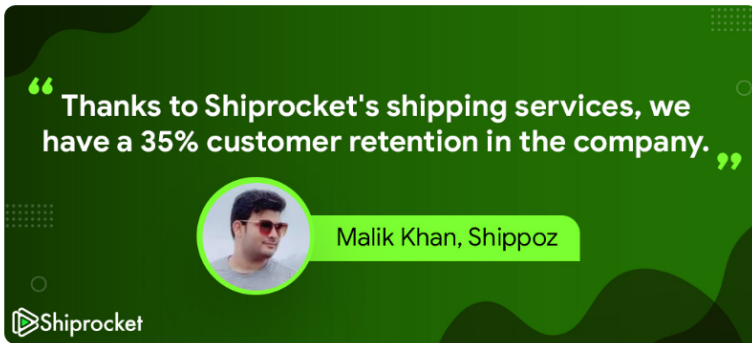 “ Thanks to Shiprocket's shipping services, we
have a 35% customer retention in the company. ”
Malik Khan, Shippoz
Shiprocket